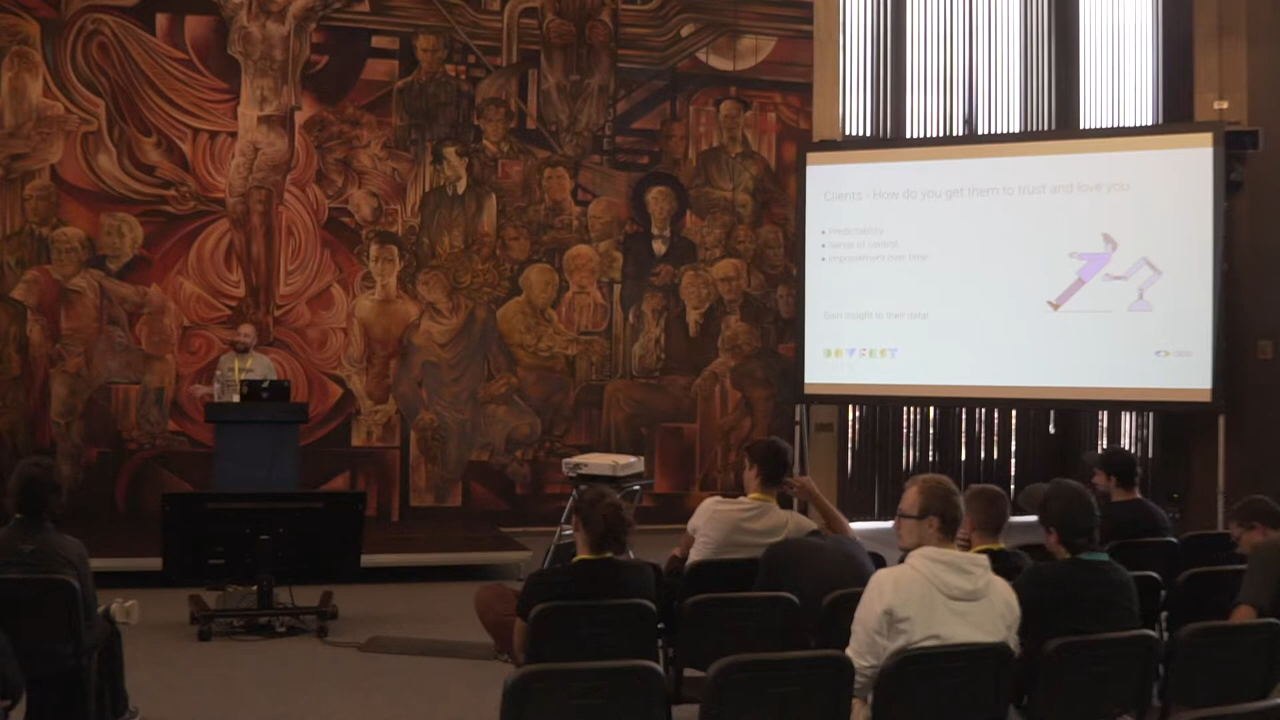 Clients - How do you get them to trust and love you
• Predictability
• Sense of control
• Improvement over time
Gain insight to their data!
DEVFEST